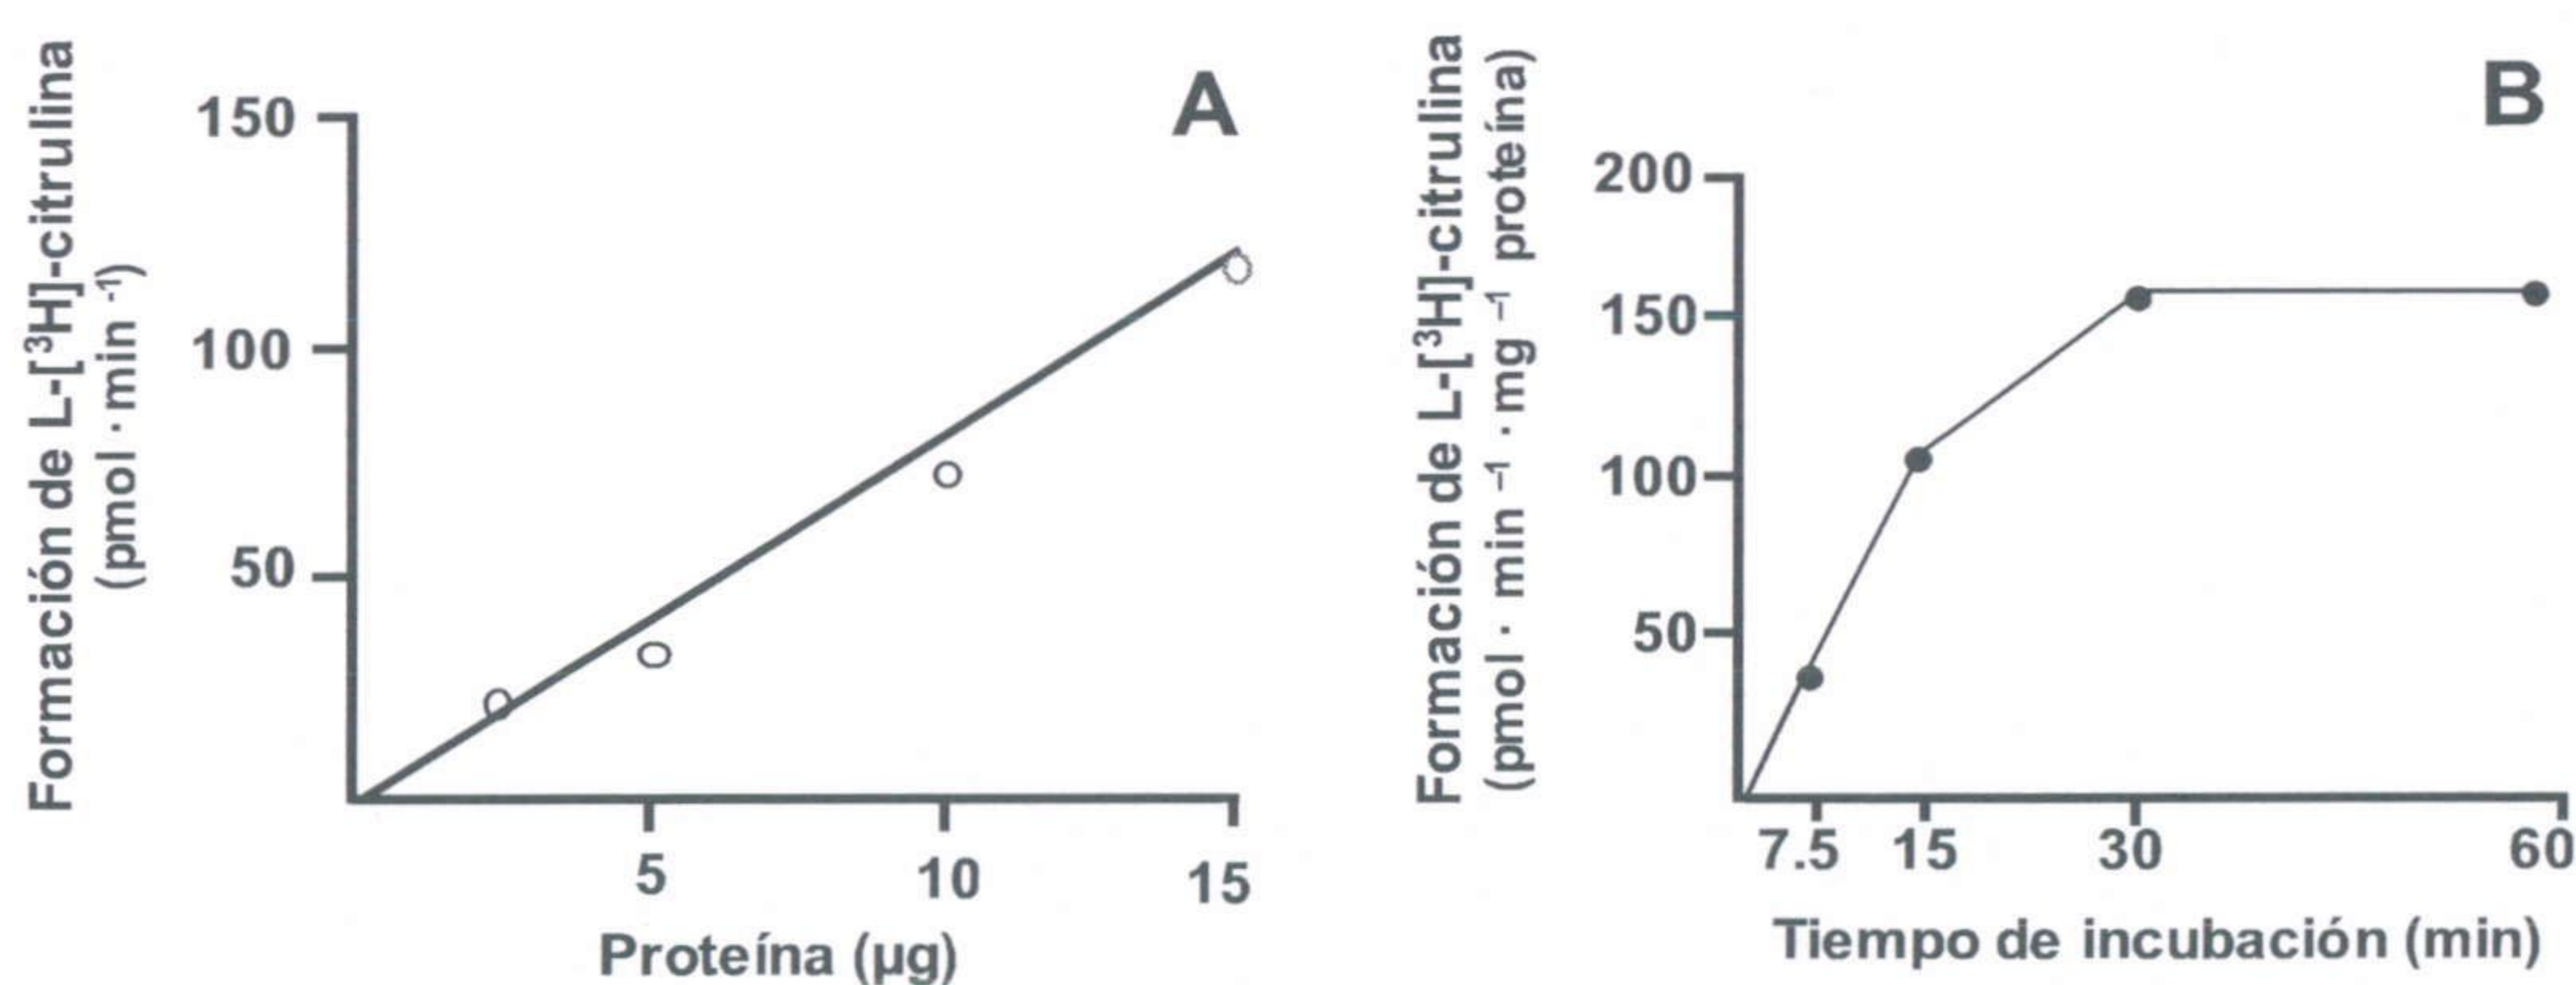 A
Formación de L-[³H]-citrulina
(pmol · min ⁻¹)
150
100
50
5 10 15
Proteína (µg)
B
Formación de L-[³H]-citrulina
(pmol · min ⁻¹ · mg ⁻¹ proteína)
200
150
100
50
7.5 15 30 60
Tiempo de incubación (min)